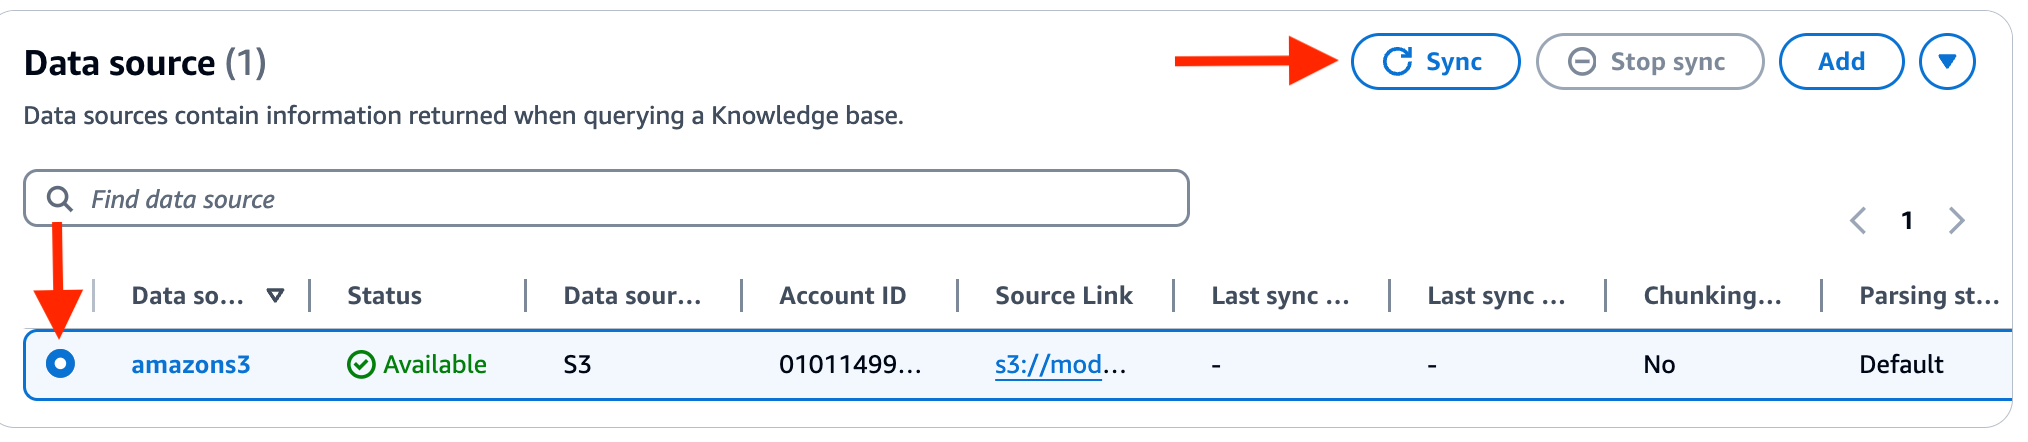 Data source (1)
Sync
Stop sync
Add
Data sources contain information returned when querying a Knowledge base.
Find data source
1
Data so...
Status
Data sour...
Account ID
Source Link
Last sync ...
Last sync ...
Chunking...
Parsing st...
amazons3
Available
S3
01011499...
s3://mod...
-
-
No
Default